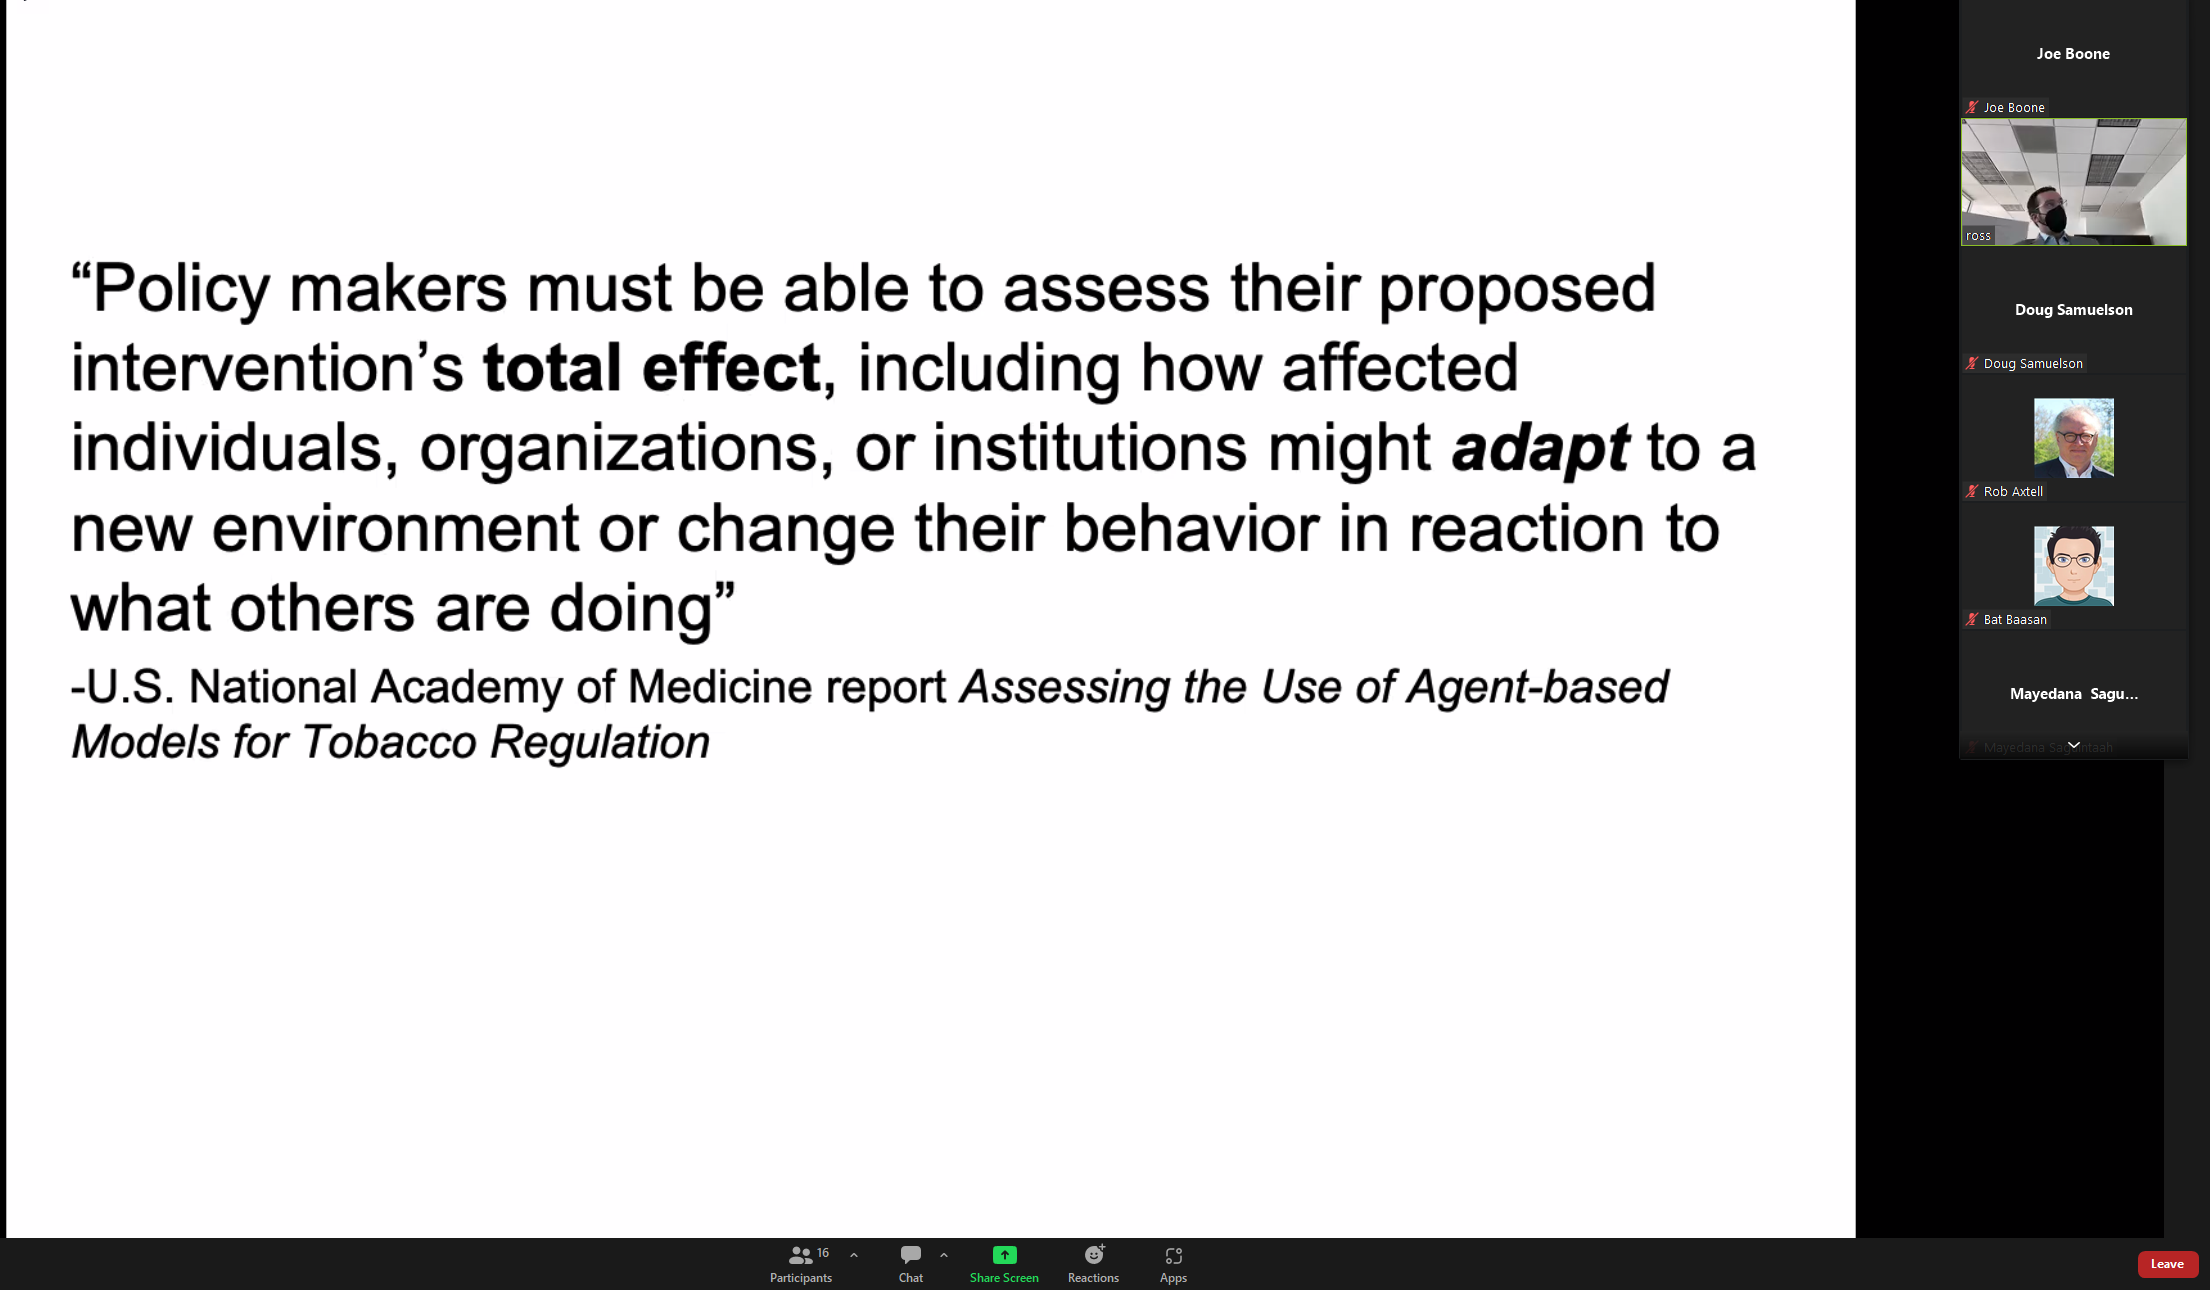 “Policy makers must be able to assess their proposed
intervention’s total effect, including how affected
individuals, organizations, or institutions might adapt to a
new environment or change their behavior in reaction to
what others are doing”
-U.S. National Academy of Medicine report Assessing the Use of Agent-based
Models for Tobacco Regulation
Joe Boone
Joe Boone
ross
Doug Samuelson
Doug Samuelson
Rob Axtell
Bat Baasan
Mayedana Sagu...
Mayedana Saguintaah
16
Participants
Chat
Share Screen
Reactions
Apps
Leave